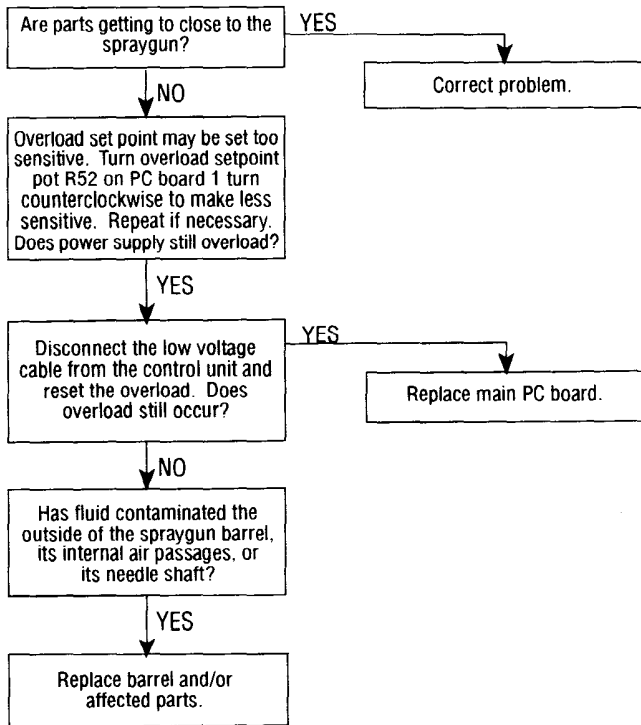 Are parts getting to close to the
spraygun?
YES
Correct problem.
NO
Overload set point may be set too
sensitive. Turn overload setpoint
pot R52 on PC board 1 turn
counterclockwise to make less
sensitive. Repeat if necessary.
Does power supply still overload?
YES
Disconnect the low voltage
cable from the control unit and
reset the overload. Does
overload still occur?
YES
Replace main PC board.
NO
Has fluid contaminated the
outside of the spraygun barrel,
its internal air passages, or
its needle shaft?
YES
Replace barrel and/or
affected parts.